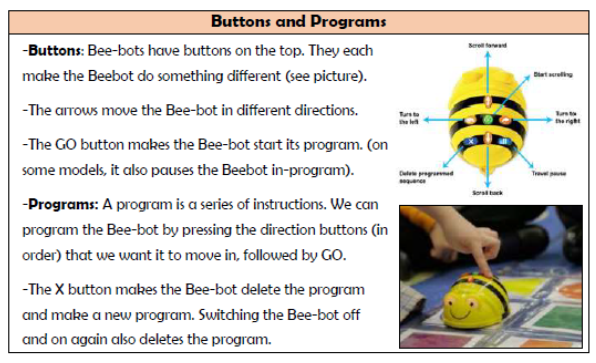 Buttons and Programs
-Buttons: Bee-bots have buttons on the top. They each
make the Beebot do something different (see picture).
-The arrows move the Bee-bot in different directions.
-The GO button makes the Bee-bot start its program. (on
some models, it also pauses the Beebot in-program).
-Programs: A program is a series of instructions. We can
program the Bee-bot by pressing the direction buttons (in
order) that we want it to move in, followed by GO.
-The X button makes the Bee-bot delete the program
and make a new program. Switching the Bee-bot off
and on again also deletes the program.
Scroll forward
Start scrolling
Turn to
the left
Turn to
the right
Delete programmed
sequence
Travel pause
Scroll back
X